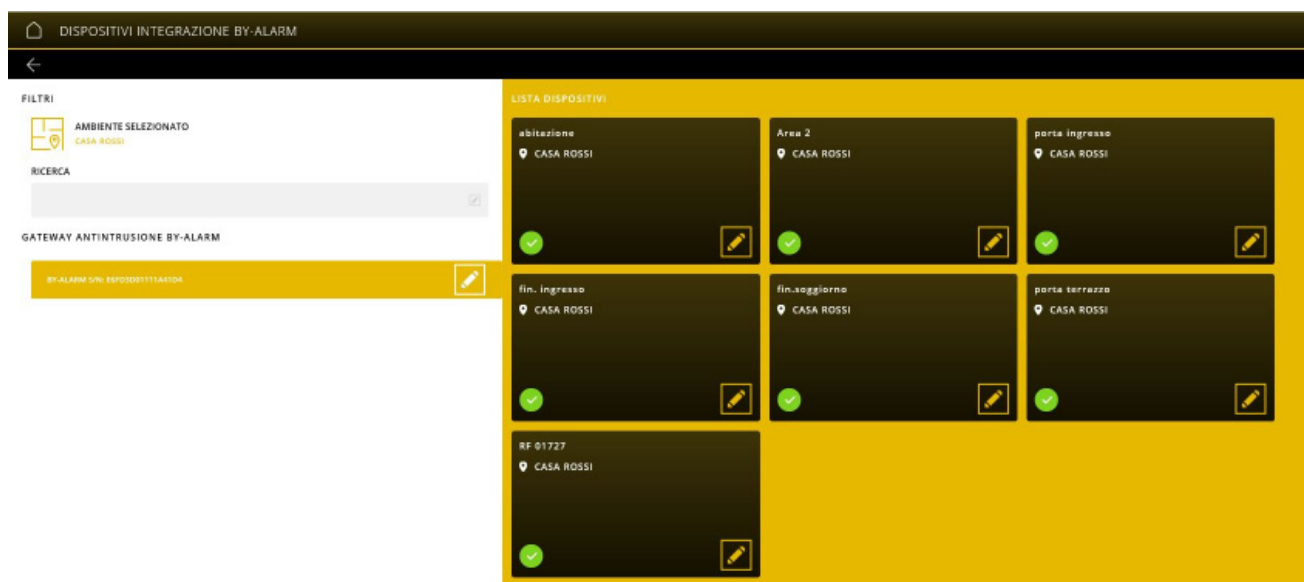 DISPOSITIVI INTEGRAZIONE BY-ALARM
FILTRI
AMBIENTE SELEZIONATO
CASA ROSSI
RICERCA
GATEWAY ANTINTRUSIONE BY-ALARM
BY-ALARM S/N:
LISTA DISPOSITIVI
abitazione
CASA ROSSI
Area 2
CASA ROSSI
porta ingresso
CASA ROSSI
fin. ingresso
CASA ROSSI
fin.soggiorno
CASA ROSSI
porta terrazzo
CASA ROSSI
RF 01727
CASA ROSSI